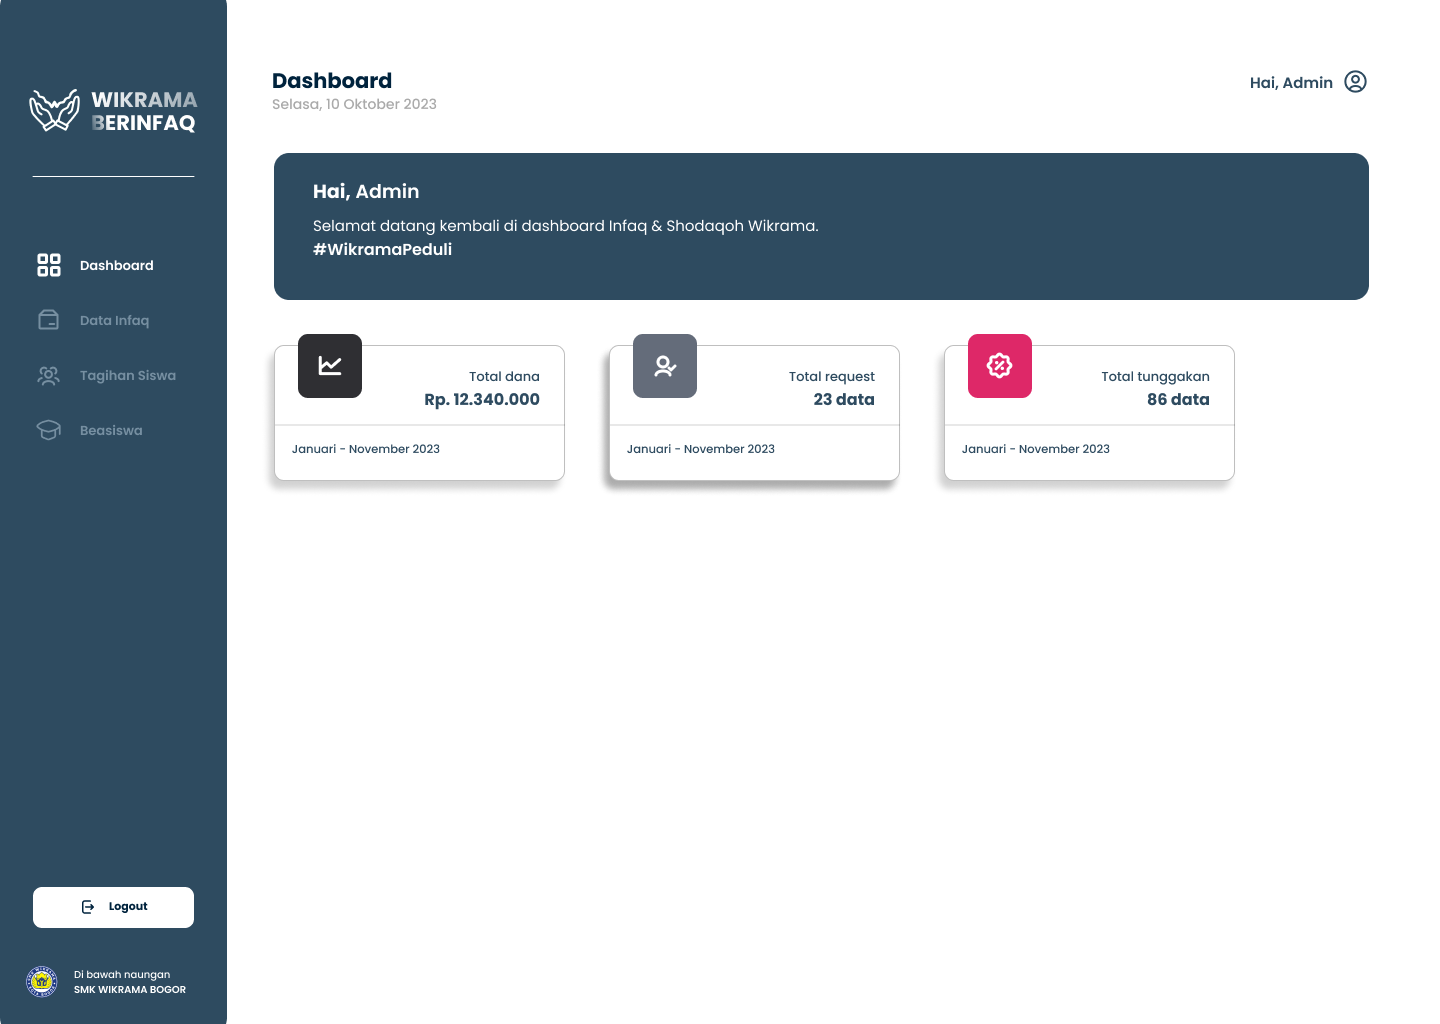 WIKRAMA
BERINFAQ
Dashboard
Data Infaq
Tagihan Siswa
Beasiswa
Logout
Di bawah naungan
SMK WIKRAMA BOGOR
Dashboard
Selasa, 10 Oktober 2023
Hai, Admin
Hai, Admin
Selamat datang kembali di dashboard Infaq & Shodaqoh Wikrama.
#WikramaPeduli
Total dana
Rp. 12.340.000
Januari - November 2023
Total request
23 data
Januari - November 2023
Total tunggakan
86 data
Januari - November 2023